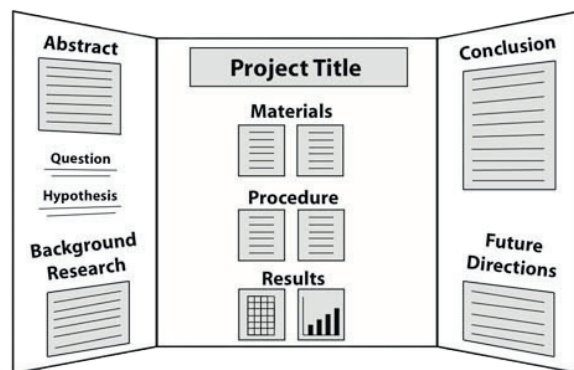 Abstract
Question
Hypothesis
Background
Research
Project Title
Materials
Procedure
Results
Conclusion
Future
Directions